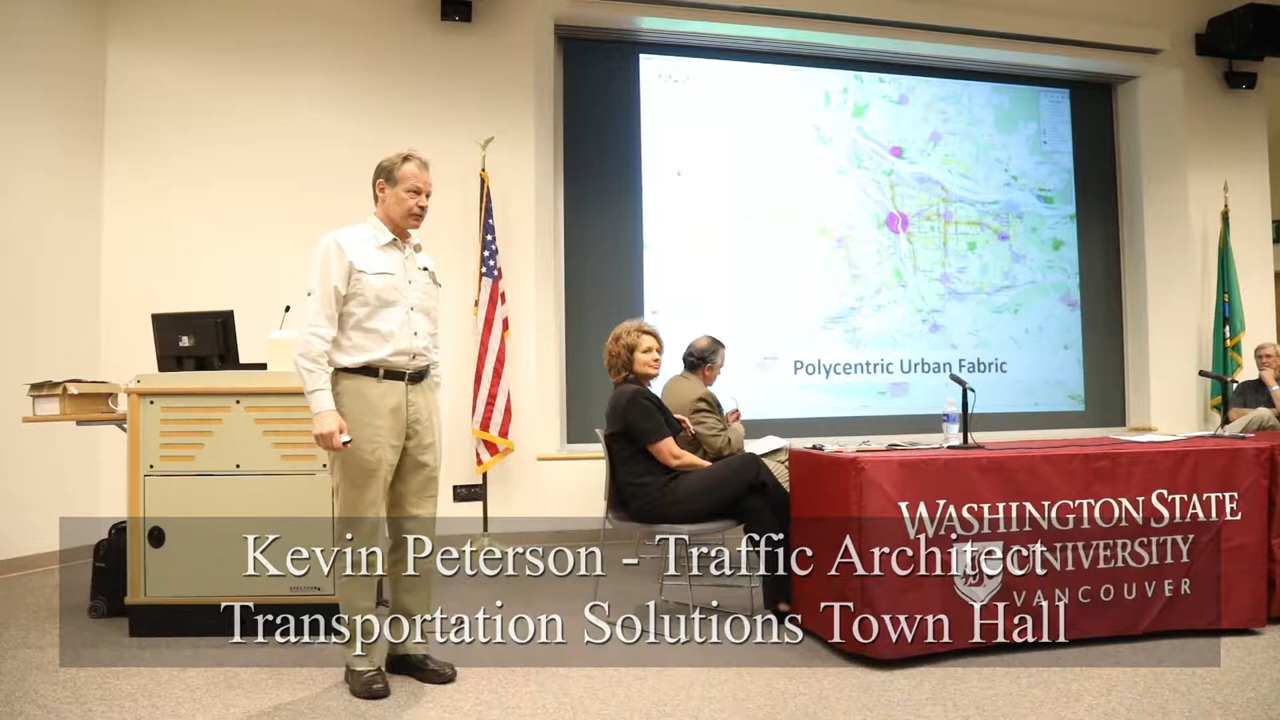 Polycentric Urban Fabric
WASHINGTON STATE
UNIVERSITY
VANCOUVER
Kevin Peterson - Traffic Architect
Transportation Solutions Town Hall